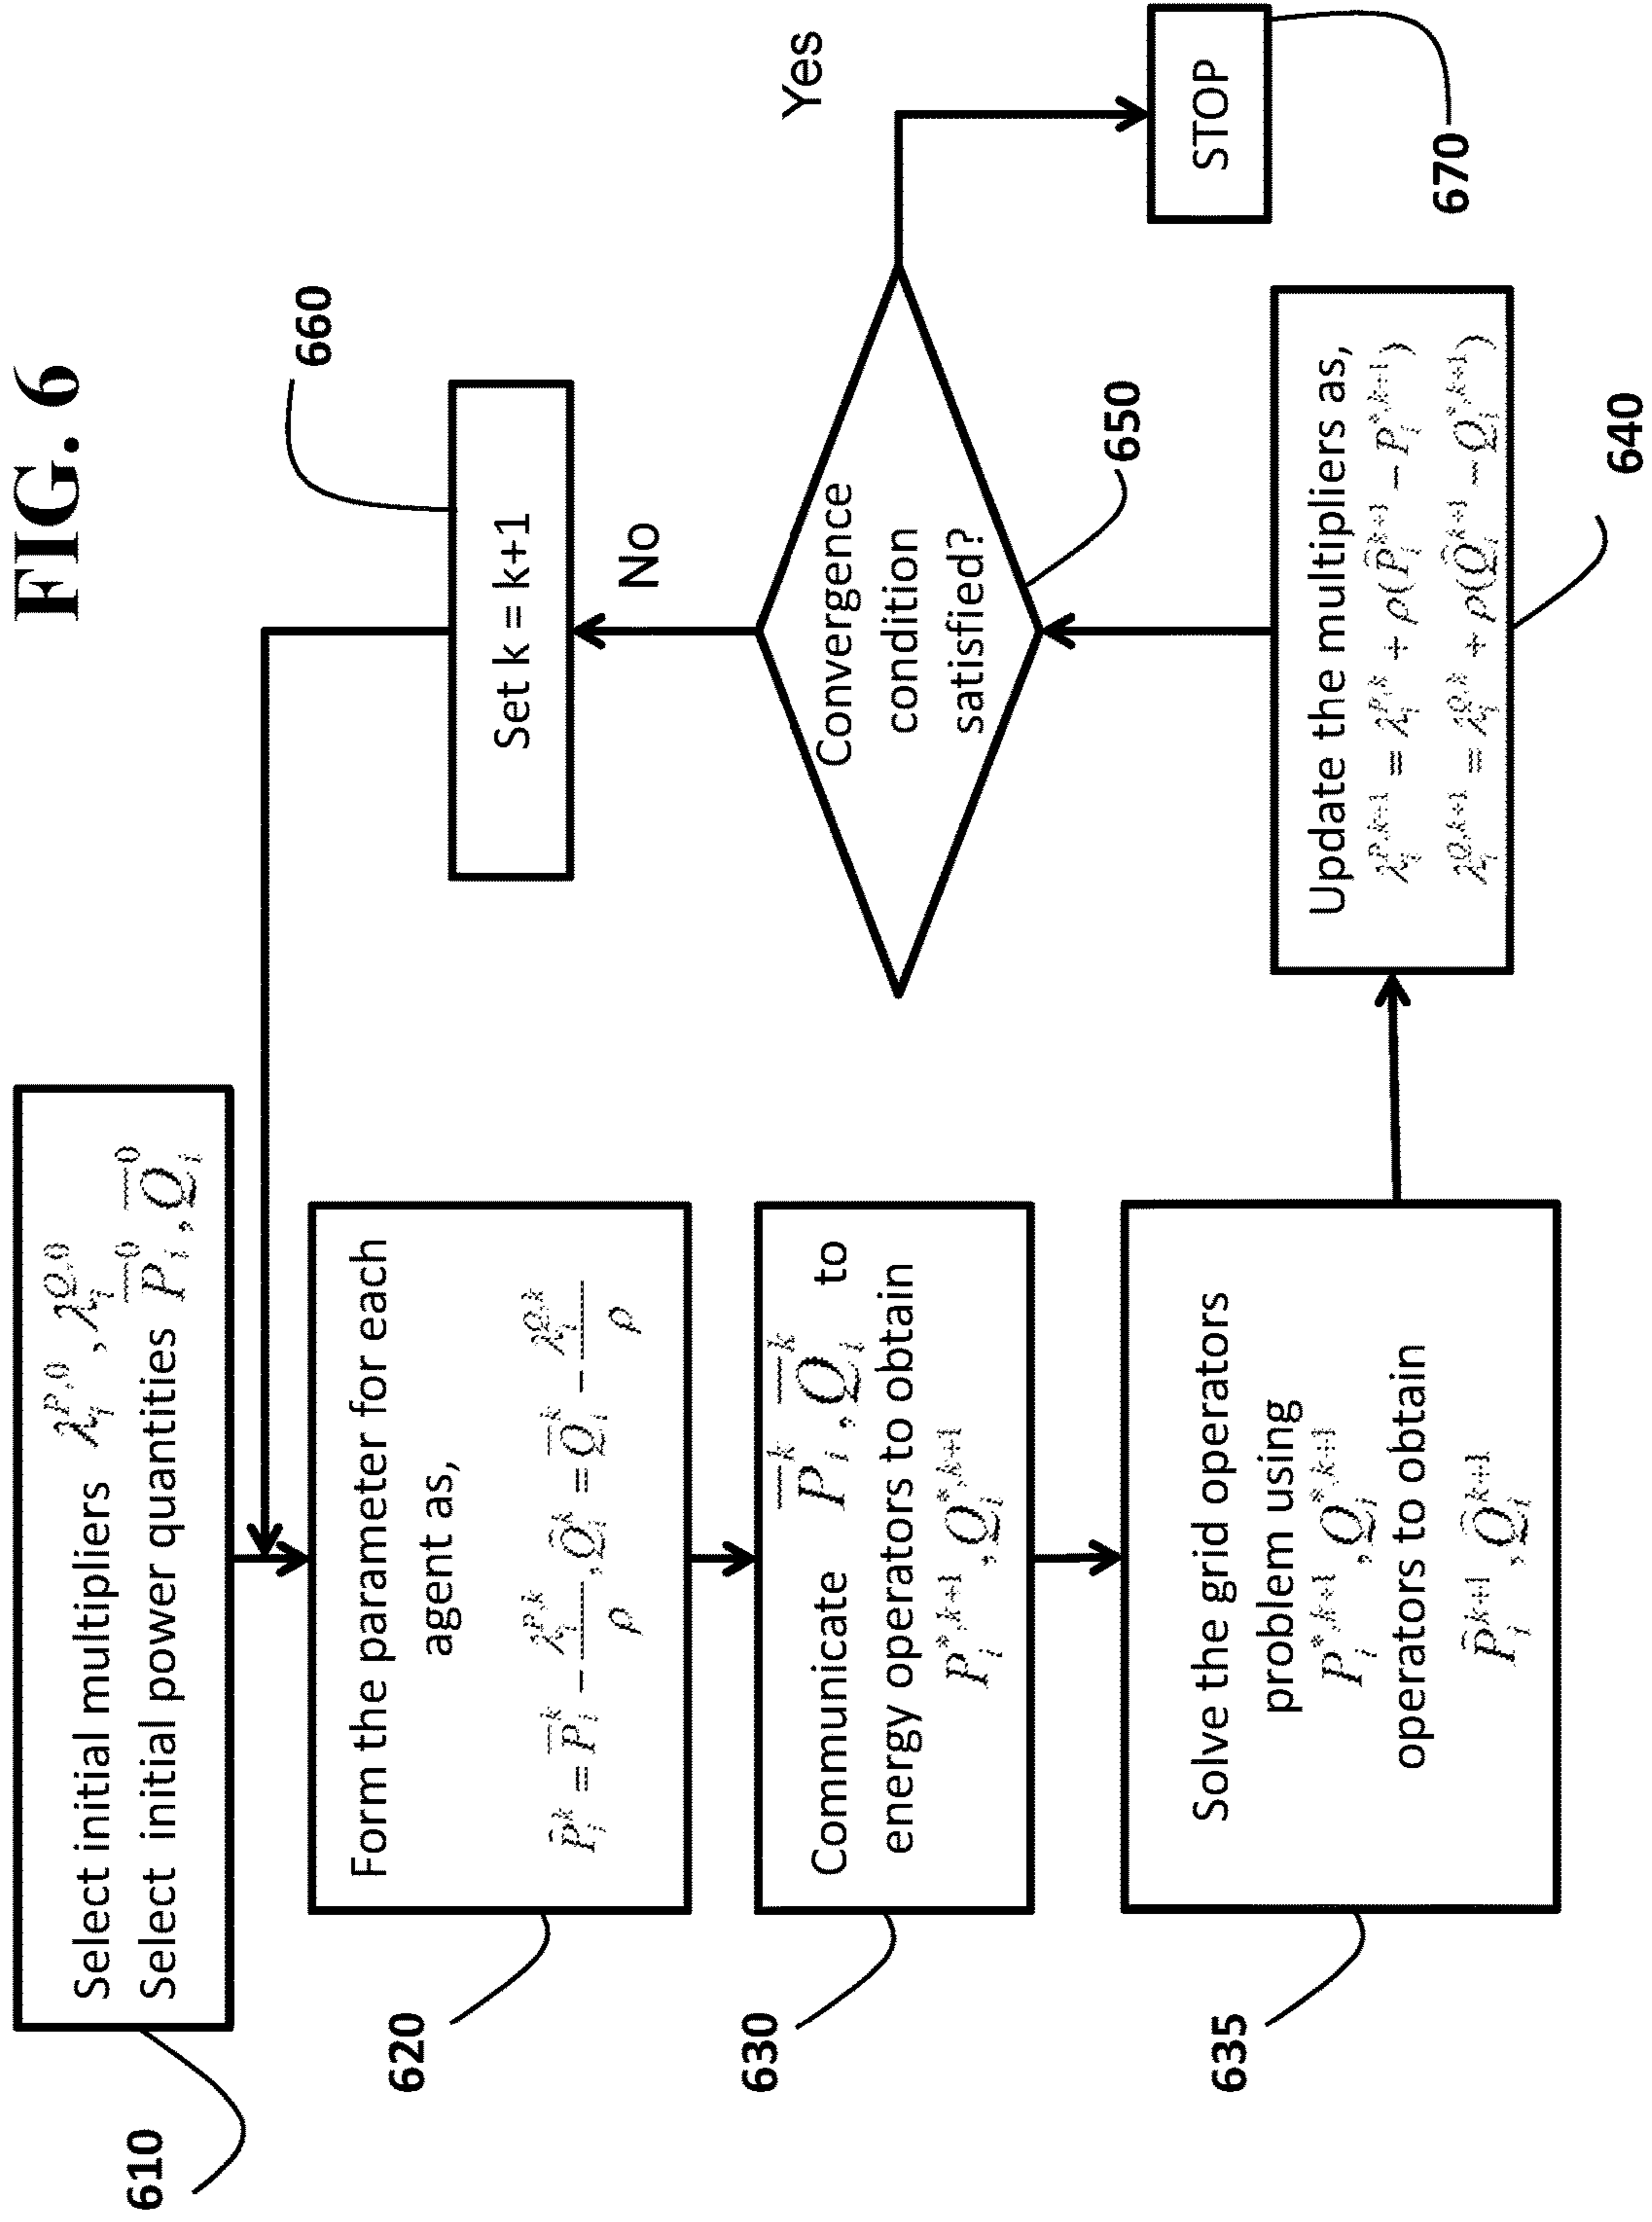 FIG. 6
610
Select initial multipliers λ_i^{P,0}, λ_i^{Q,0}
Select initial power quantities P̅_i^0, Q̅_i^0
620
Form the parameter for each
agent as,
P̂_i^k = P̅_i^k − λ_i^{P,k}/ρ, Q̂_i^k = Q̅_i^k − λ_i^{Q,k}/ρ
630
Communicate P̅_i^k, Q̅_i^k to
energy operators to obtain
P_i^{*,k+1}, Q_i^{*,k+1}
635
Solve the grid operators
problem using
P_i^{*,k+1}, Q_i^{*,k+1}
operators to obtain
P̂_i^{k+1}, Q̂_i^{k+1}
660
Set k = k+1
No
Convergence
condition
satisfied?
650
Update the multipliers as,
λ_i^{P,k+1} = λ_i^{P,k} + ρ(P̂_i^{k+1} − P_i^{*,k+1})
λ_i^{Q,k+1} = λ_i^{Q,k} + ρ(Q̂_i^{k+1} − Q_i^{*,k+1})
640
Yes
STOP
670